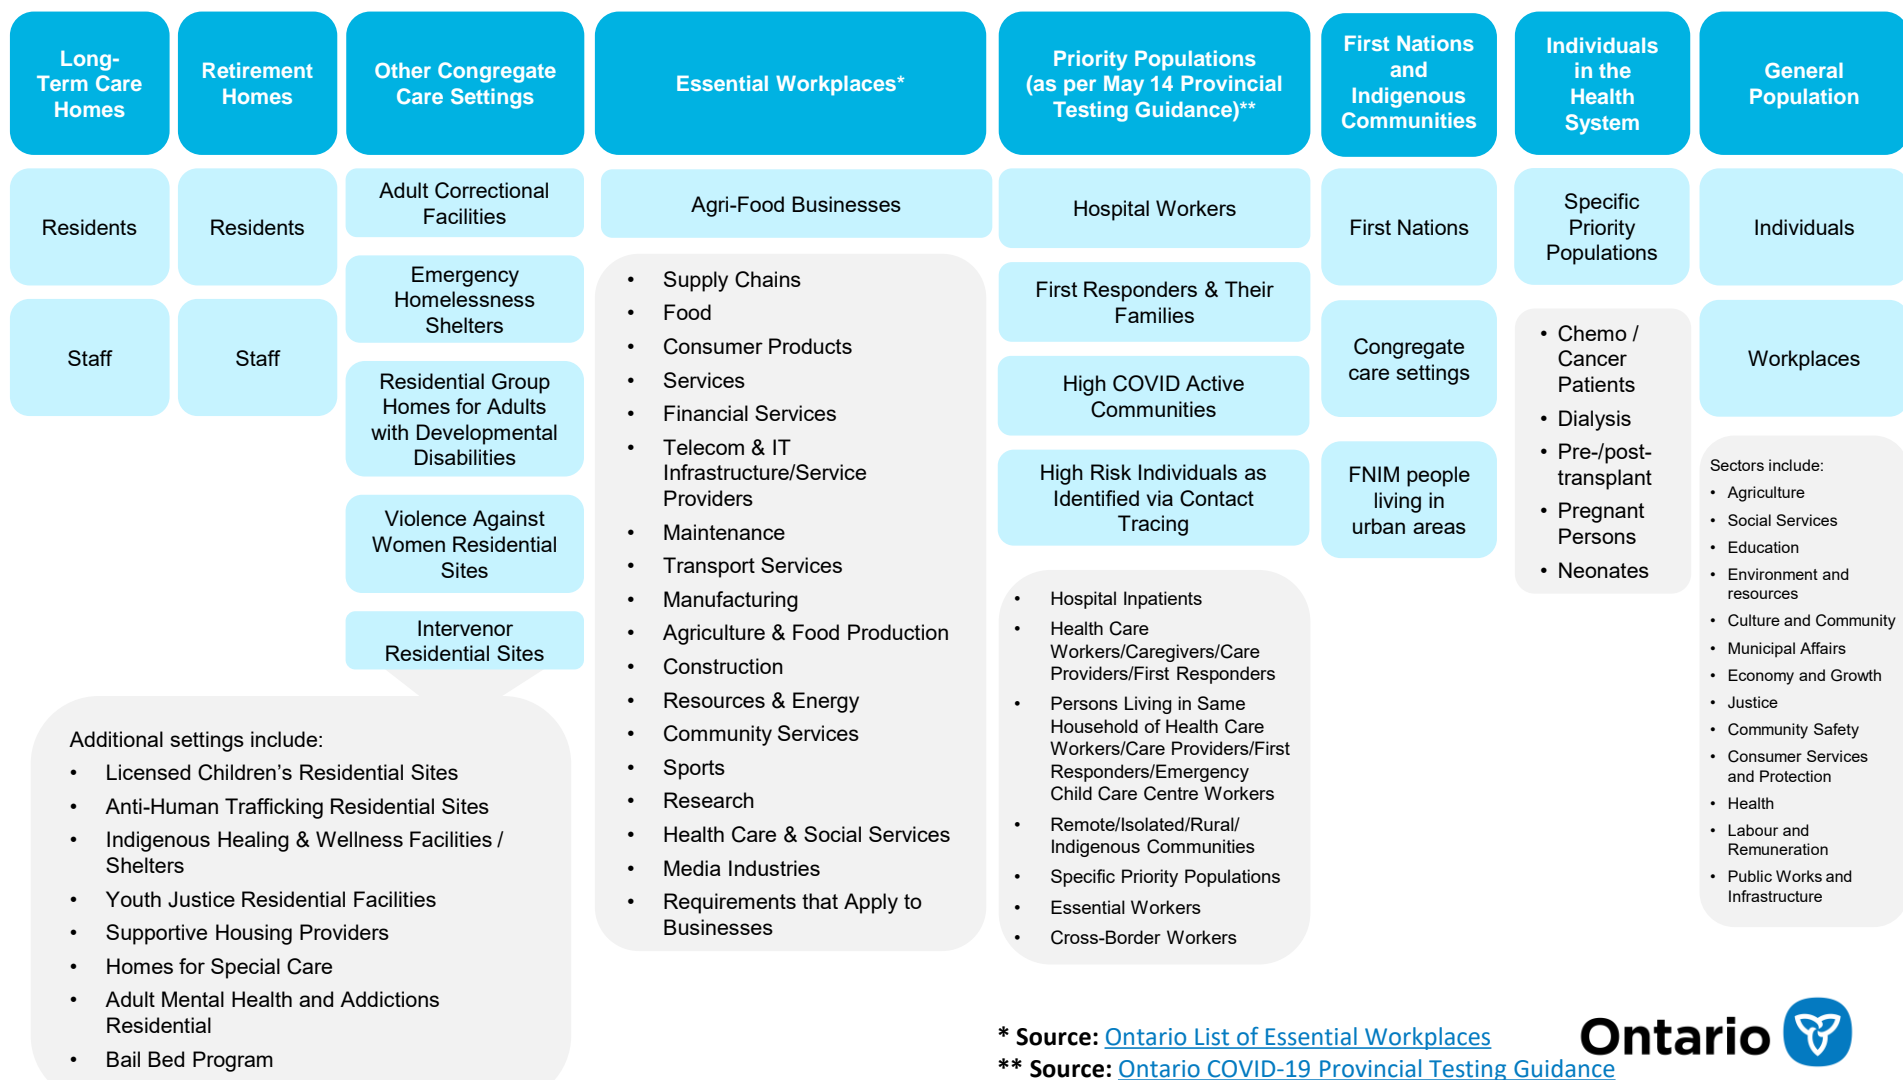 Long-
Term Care
Homes
Residents
Staff
Retirement
Homes
Residents
Staff
Other Congregate
Care Settings
Adult Correctional
Facilities
Emergency
Homelessness
Shelters
Residential Group
Homes for Adults
with Developmental
Disabilities
Violence Against
Women Residential
Sites
Intervenor
Residential Sites
Additional settings include:
• Licensed Children's Residential Sites
• Anti-Human Trafficking Residential Sites
• Indigenous Healing & Wellness Facilities /
Shelters
• Youth Justice Residential Facilities
• Supportive Housing Providers
• Homes for Special Care
• Adult Mental Health and Addictions
Residential
• Bail Bed Program
Essential Workplaces*
Agri-Food Businesses
• Supply Chains
• Food
• Consumer Products
• Services
• Financial Services
• Telecom & IT
Infrastructure/Service
Providers
• Maintenance
• Transport Services
• Manufacturing
• Agriculture & Food Production
• Construction
• Resources & Energy
• Community Services
• Sports
• Research
• Health Care & Social Services
• Media Industries
• Requirements that Apply to
Businesses
Priority Populations
(as per May 14 Provincial
Testing Guidance)**
Hospital Workers
First Responders & Their
Families
High COVID Active
Communities
High Risk Individuals as
Identified via Contact
Tracing
• Hospital Inpatients
• Health Care
Workers/Caregivers/Care
Providers/First Responders
• Persons Living in Same
Household of Health Care
Workers/Care Providers/First
Responders/Emergency
Child Care Centre Workers
• Remote/Isolated/Rural/
Indigenous Communities
• Specific Priority Populations
• Essential Workers
• Cross-Border Workers
First Nations
and
Indigenous
Communities
First Nations
Congregate
care settings
FNIM people
living in
urban areas
Individuals
in the
Health
System
Specific
Priority
Populations
• Chemo /
Cancer
Patients
• Dialysis
• Pre-/post-
transplant
• Pregnant
Persons
• Neonates
General
Population
Individuals
Workplaces
Sectors include:
• Agriculture
• Social Services
• Education
• Environment and
resources
• Culture and Community
• Municipal Affairs
• Economy and Growth
• Justice
• Community Safety
• Consumer Services
and Protection
• Health
• Labour and
Remuneration
• Public Works and
Infrastructure
* Source: Ontario List of Essential Workplaces
** Source: Ontario COVID-19 Provincial Testing Guidance
Ontario